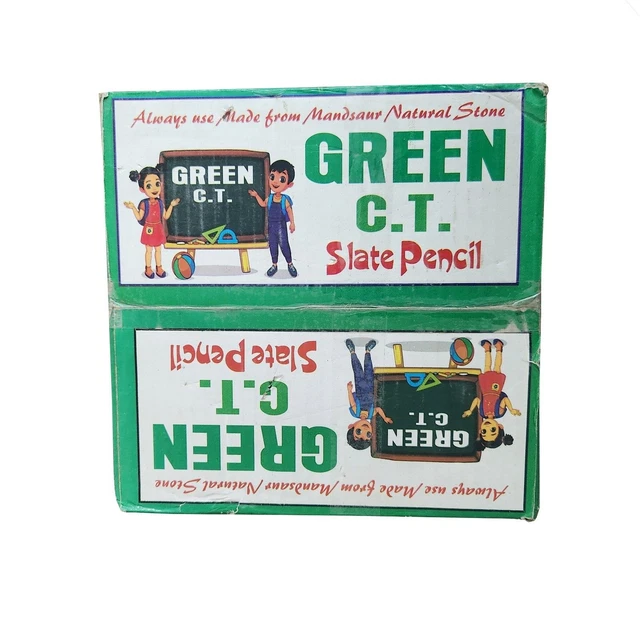 Always use Made from Mandsaur Natural Stone
GREEN
C.T.
Slate Pencil
GREEN
C.T.
Slate Pencil
C.T.
GREEN
C.T.
GREEN
Always use Made from Mandsaur Natural Stone